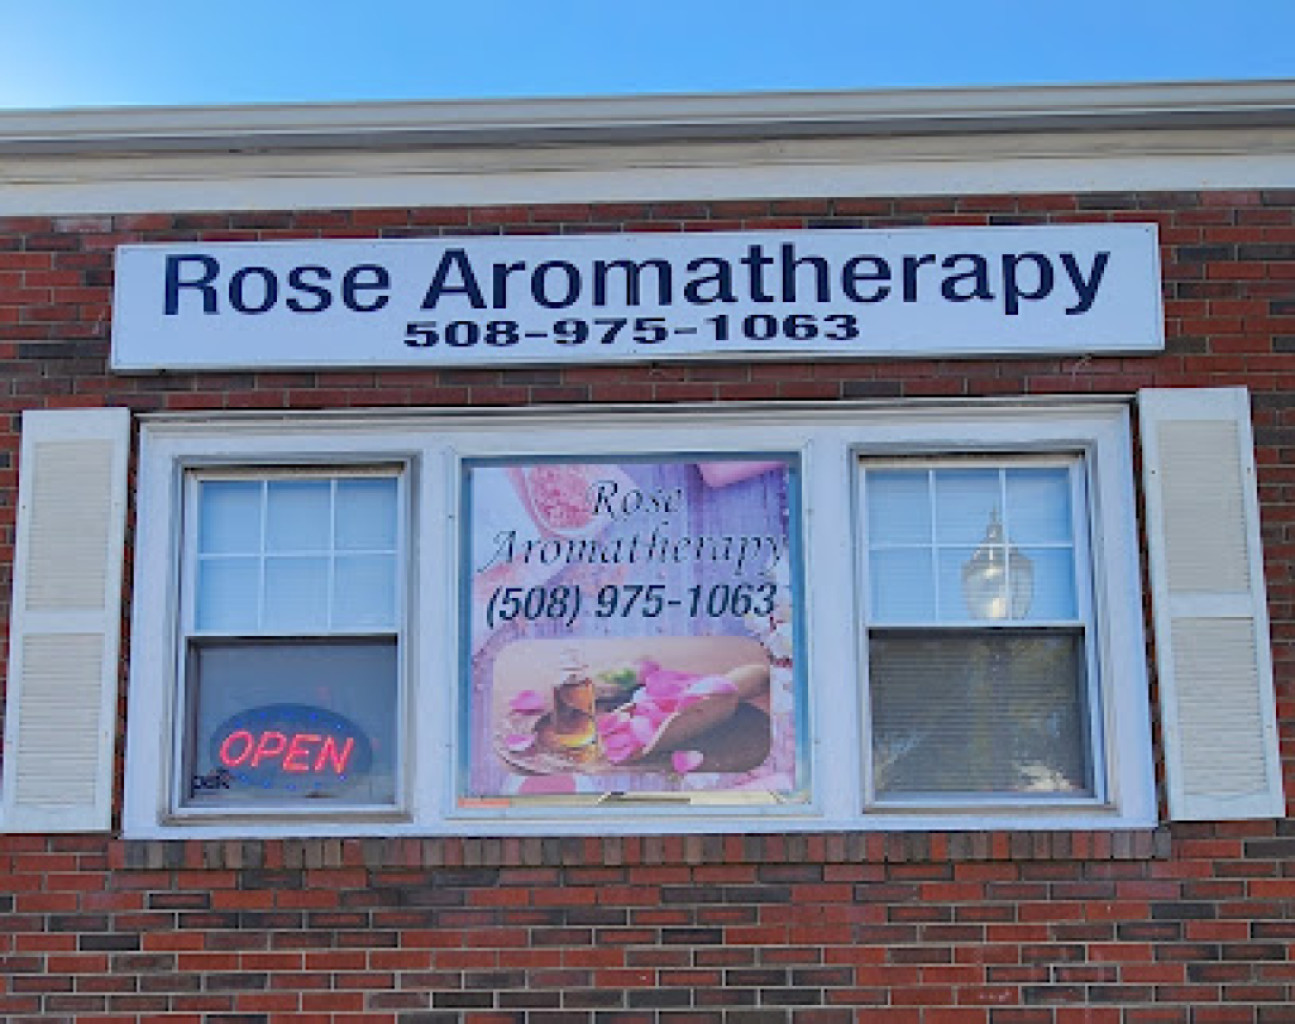 Rose Aromatherapy
508-975-1063
Rose
Aromatherapy
(508) 975-1063
OPEN